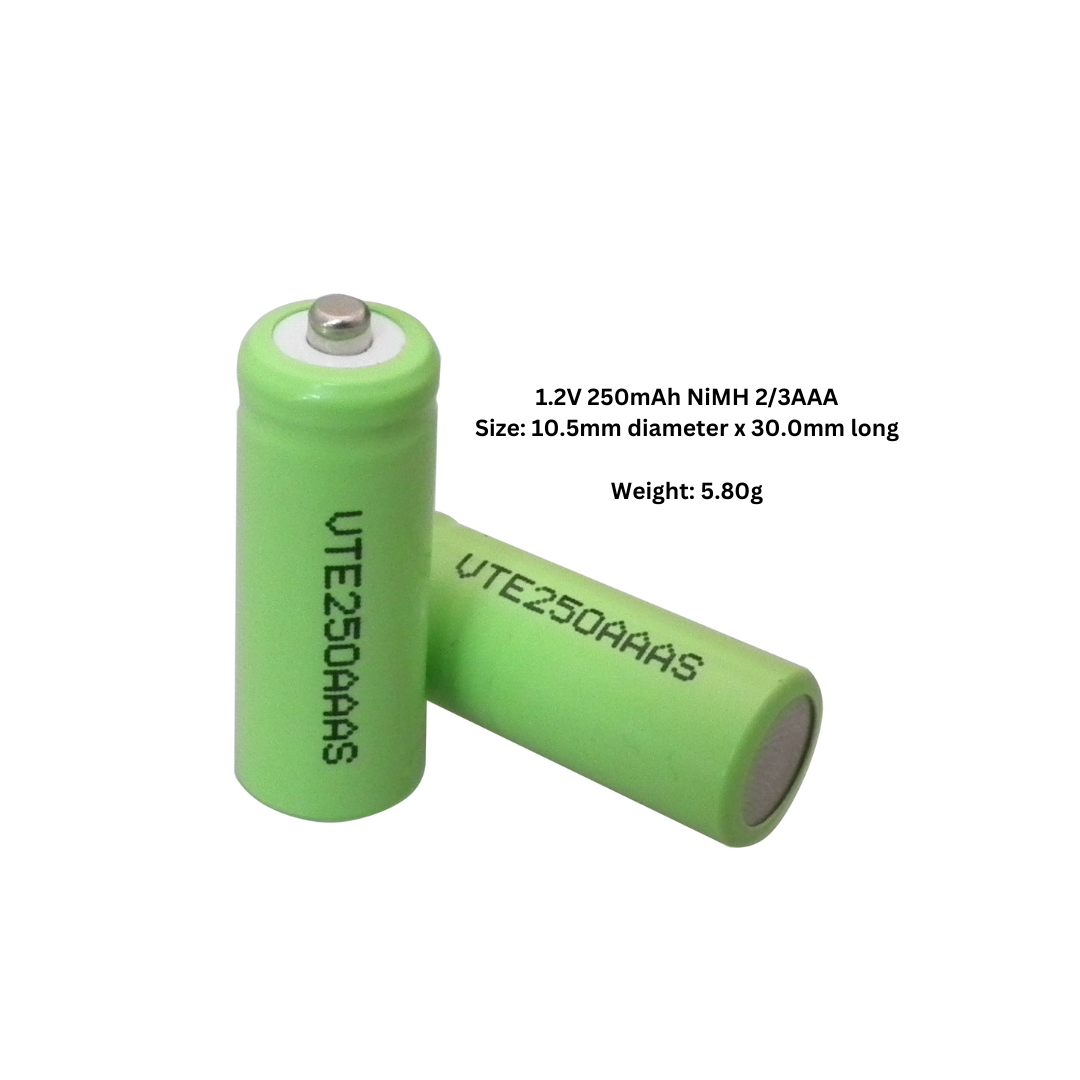 1.2V 250mAh NiMH 2/3AAA
Size: 10.5mm diameter x 30.0mm long
Weight: 5.80g
VTE250AAAS
VTE250AAAS